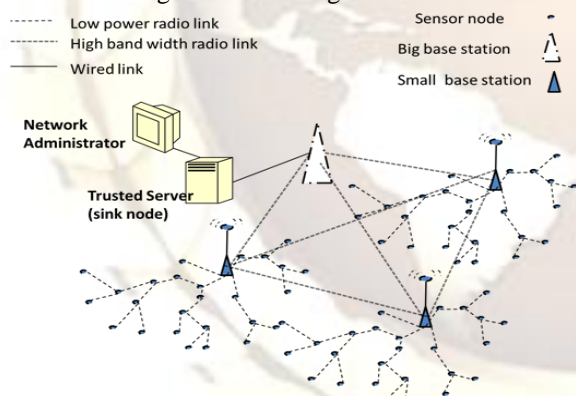 Low power radio link
High band width radio link
Wired link
Sensor node
Big base station
Small base station
Network
Administrator
Trusted Server
(sink node)